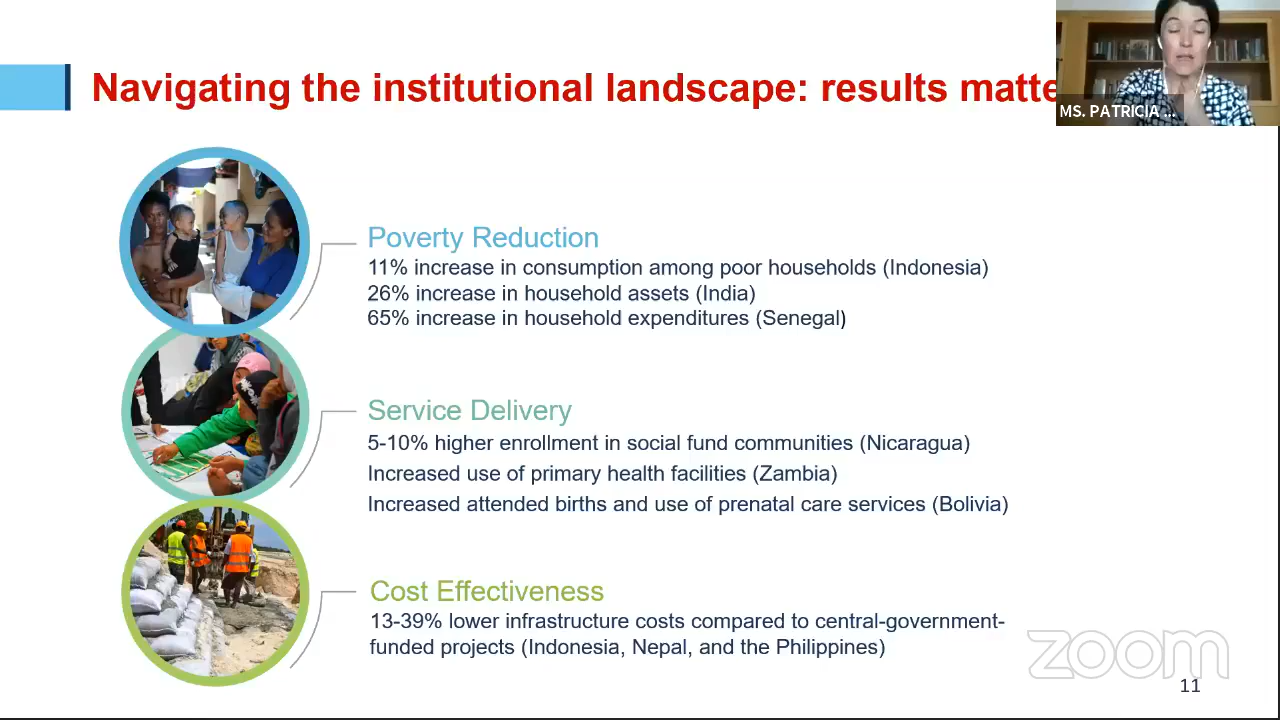 Navigating the institutional landscape: results matte
MS. PATRICIA ...
Poverty Reduction
11% increase in consumption among poor households (Indonesia)
26% increase in household assets (India)
65% increase in household expenditures (Senegal)
Service Delivery
5-10% higher enrollment in social fund communities (Nicaragua)
Increased use of primary health facilities (Zambia)
Increased attended births and use of prenatal care services (Bolivia)
Cost Effectiveness
13-39% lower infrastructure costs compared to central-government-
funded projects (Indonesia, Nepal, and the Philippines)
zoom
11